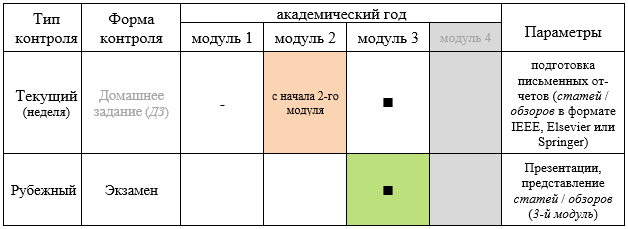 Тип
контроля
Форма
контроля
академический год
модуль 1
модуль 2
модуль 3
модуль 4
Параметры
Текущий
(неделя)
Домашнее
задание (ДЗ)
-
с начала 2-го
модуля
■
подготовка
письменных от-
четов (статей /
обзоров в формате
IEEE, Elsevier или
Springer)
Рубежный
Экзамен
■
Презентации,
представление
статей / обзоров
(3-й модуль)